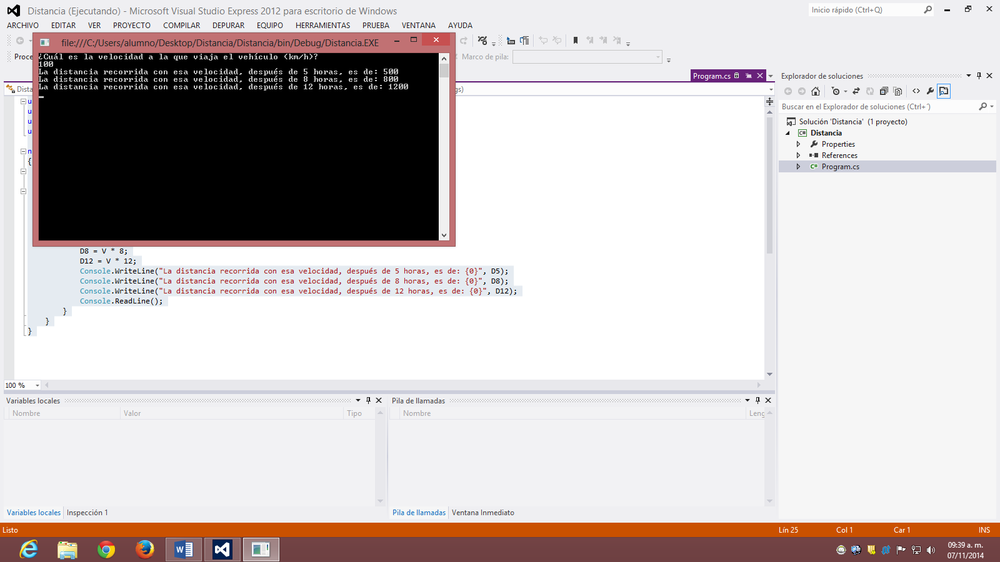 Distancia (Ejecutando) - Microsoft Visual Studio Express 2012 para escritorio de Windows
Inicio rápido (Ctrl+Q)
ARCHIVO EDITAR VER PROYECTO COMPILAR DEPURAR EQUIPO HERRAMIENTAS PRUEBA VENTANA AYUDA
file:///C:/Users/alumno/Desktop/Distancia/Distancia/bin/Debug/Distancia.EXE
Proce
Marco de pila:
¿Cuál es la velocidad a la que viaja el vehículo (km/h)?
100
La distancia recorrida con esa velocidad, después de 5 horas, es de: 500
La distancia recorrida con esa velocidad, después de 8 horas, es de: 800
La distancia recorrida con esa velocidad, después de 12 horas, es de: 1200
Program.cs
Dista
gs)
u
u
u
u
n
{
D8 = V * 8;
D12 = V * 12;
Console.WriteLine("La distancia recorrida con esa velocidad, después de 5 horas, es de: {0}", D5);
Console.WriteLine("La distancia recorrida con esa velocidad, después de 8 horas, es de: {0}", D8);
Console.WriteLine("La distancia recorrida con esa velocidad, después de 12 horas, es de: {0}", D12);
Console.ReadLine();
}
}
}
100 %
Explorador de soluciones
Buscar en el Explorador de soluciones (Ctrl+´)
Solución 'Distancia' (1 proyecto)
C# Distancia
Properties
References
C# Program.cs
Variables locales
Nombre Valor Tipo
Variables locales Inspección 1
Pila de llamadas
Nombre Leng
Pila de llamadas Ventana Inmediato
Listo
Lín 25 Col 1 Car 1 INS
09:39 a. m.
07/11/2014